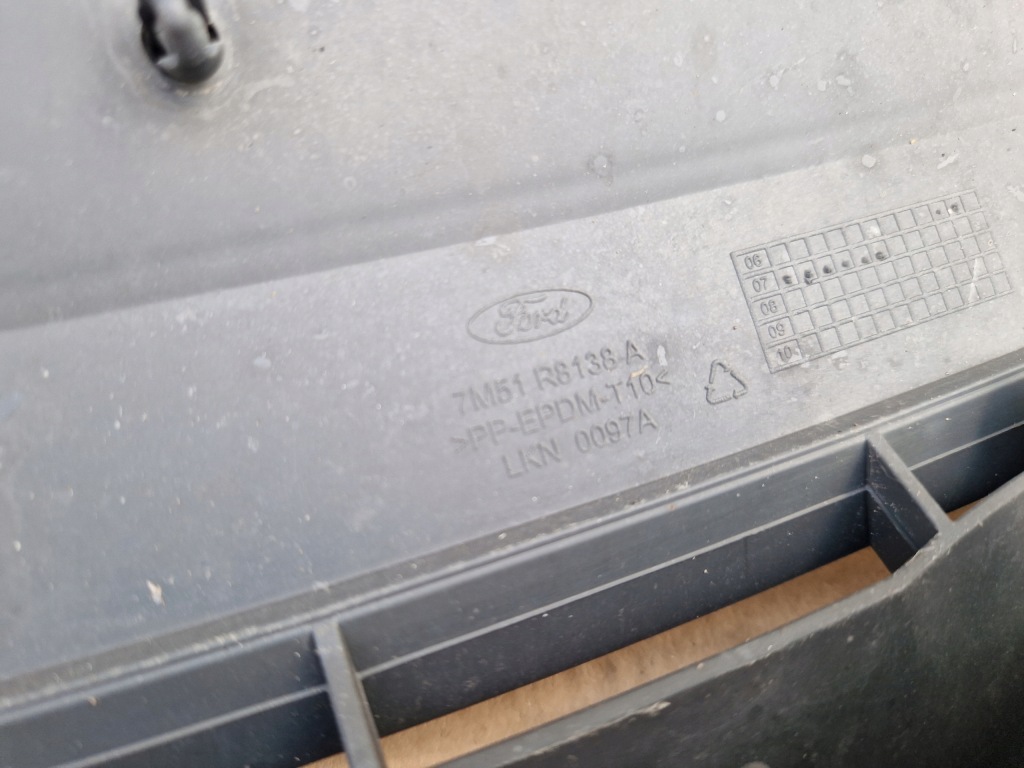 Ford
7M51 R8138 A
>PP-EPDM-T10<
LKN 0097A
06
07
08
09
10